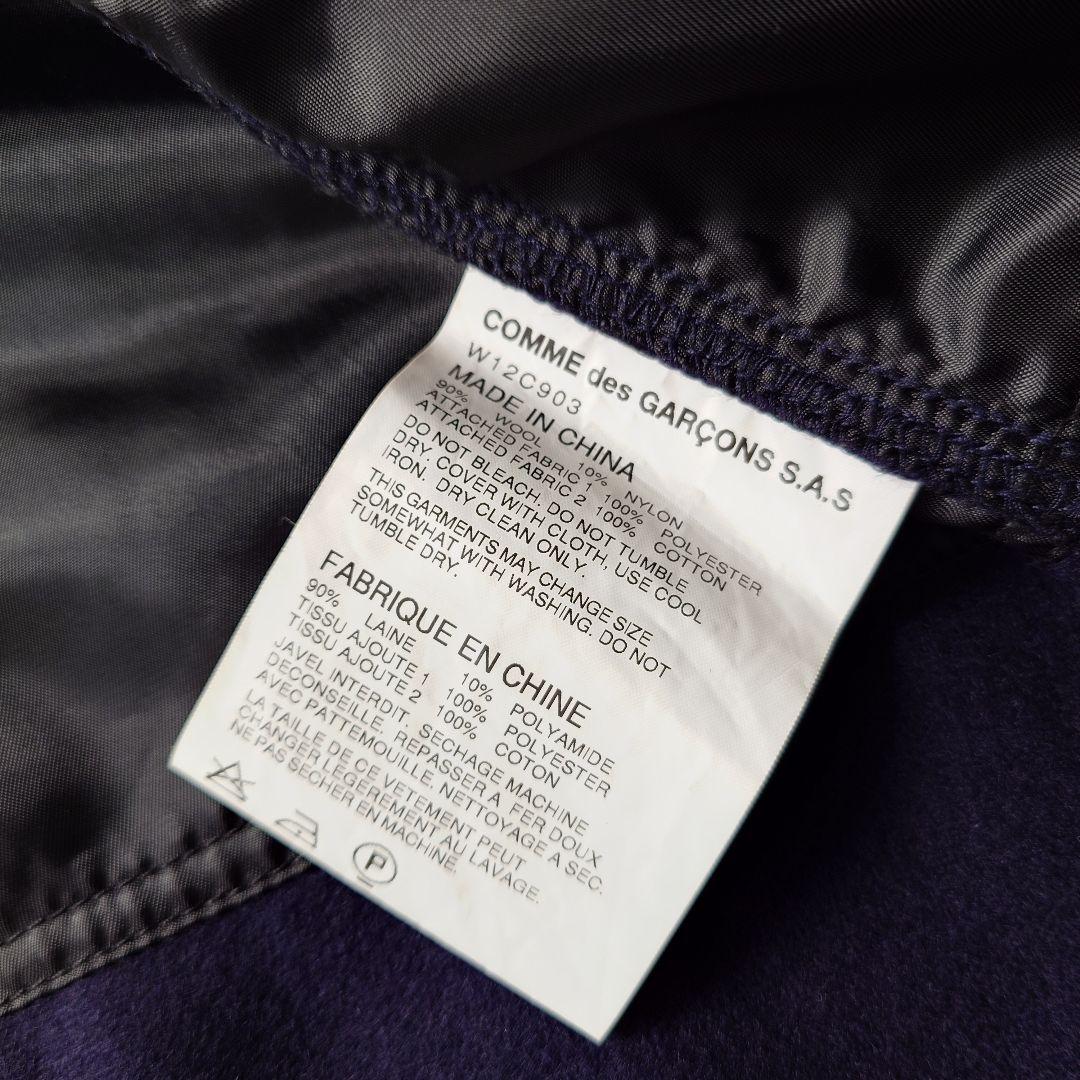 COMME des GARÇONS S.A.S
W12C903
MADE IN CHINA
90% WOOL 10% NYLON
ATTACHED FABRIC 1 100% POLYESTER
ATTACHED FABRIC 2 100% COTTON
DO NOT BLEACH. DO NOT TUMBLE
DRY. COVER WITH CLOTH, USE COOL
IRON. DRY CLEAN ONLY.
THIS GARMENTS MAY CHANGE SIZE
SOMEWHAT WITH WASHING. DO NOT
TUMBLE DRY.
FABRIQUE EN CHINE
90% LAINE 10% POLYAMIDE
TISSU AJOUTE 1 100% POLYESTER
TISSU AJOUTE 2 100% COTON
JAVEL INTERDIT, SECHAGE MACHINE
DECONSEILLE, REPASSER A FER DOUX
AVEC PATTEMOUILLE, NETTOYAGE A SEC.
LA TAILLE DE CE VETEMENT PEUT
CHANGER LEGEREMENT AU LAVAGE.
NE PAS SECHER EN MACHINE.
P